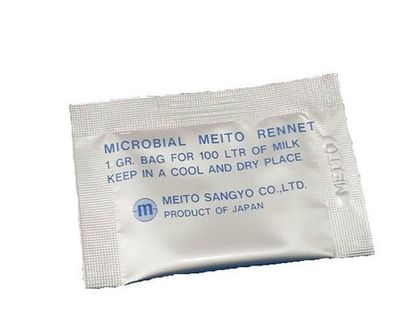 MICROBIAL MEITO RENNET
1 GR. BAG FOR 100 LTR OF MILK
KEEP IN A COOL AND DRY PLACE
m MEITO SANGYO CO.,LTD.
PRODUCT OF JAPAN
MEITO